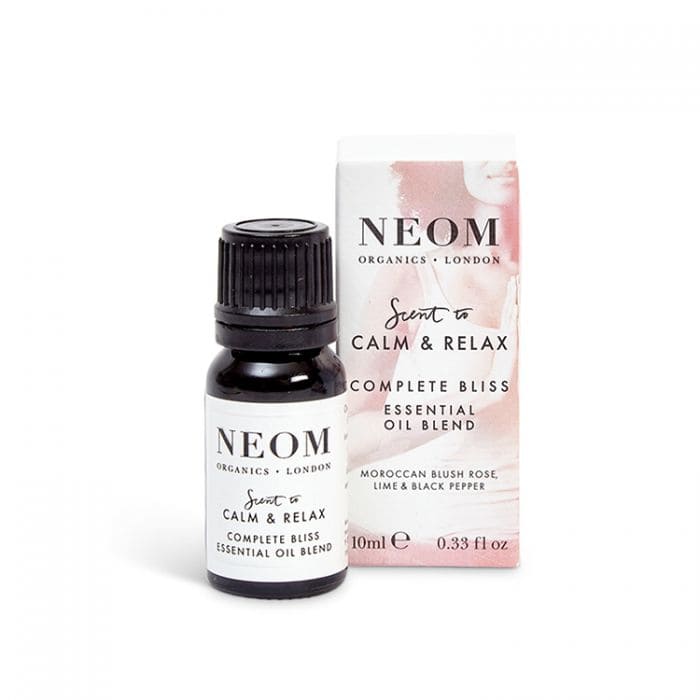 NEOM
ORGANICS • LONDON
Scent to
CALM & RELAX
COMPLETE BLISS
ESSENTIAL
OIL BLEND
MOROCCAN BLUSH ROSE,
LIME & BLACK PEPPER
10ml ℮ 0.33 fl oz
NEOM
ORGANICS • LONDON
Scent to
CALM & RELAX
COMPLETE BLISS
ESSENTIAL OIL BLEND